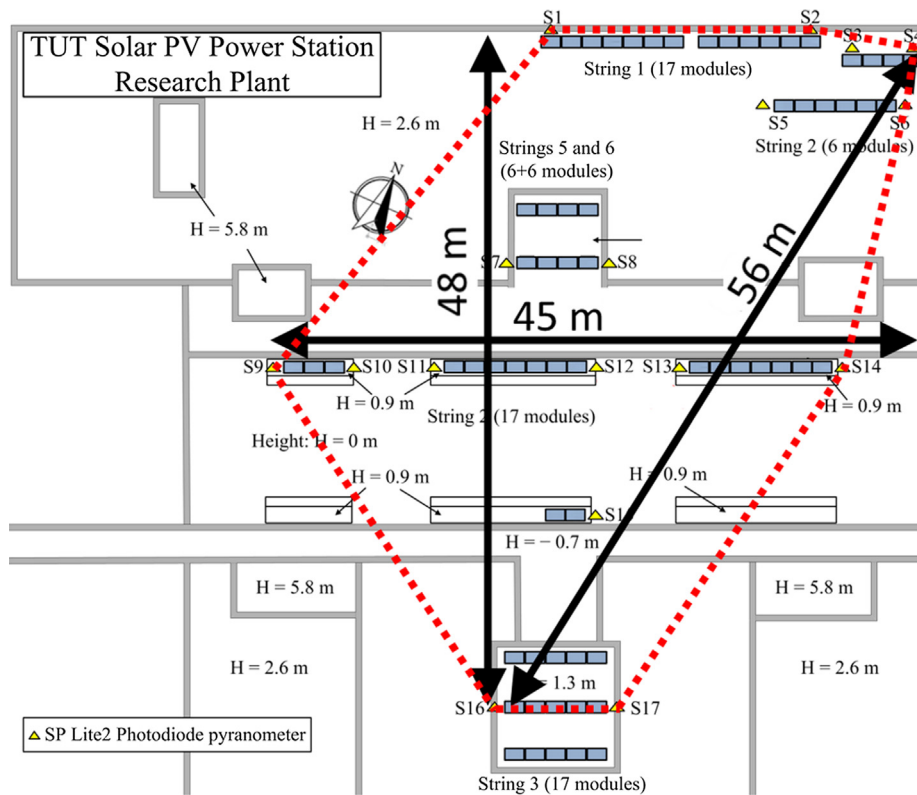 TUT Solar PV Power Station
Research Plant
S1
S2
S3
S4
String 1 (17 modules)
S5
S6
String 2 (6 modules)
H = 2.6 m
Strings 5 and 6
(6+6 modules)
N
H = 5.8 m
S7
S8
48 m
56 m
45 m
S9
S10
S11
S12
S13
S14
H = 0.9 m
String 2 (17 modules)
H = 0.9 m
Height: H = 0 m
H = 0.9 m
H = 0.9 m
H = − 0.7 m
H = 5.8 m
H = 5.8 m
H = 2.6 m
1.3 m
H = 2.6 m
S16
S17
SP Lite2 Photodiode pyranometer
String 3 (17 modules)